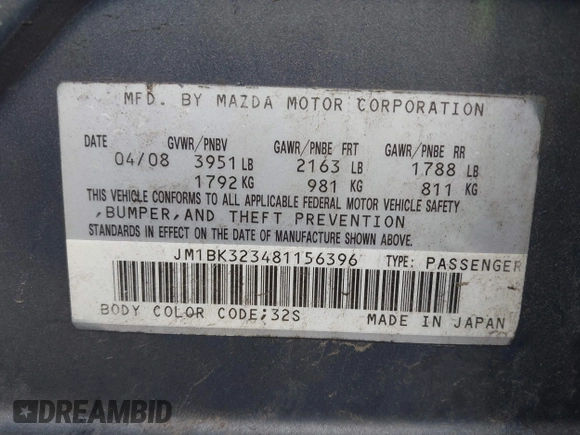 MFD. BY MAZDA MOTOR CORPORATION
DATE GVWR/PNBV GAWR/PNBE FRT GAWR/PNBE RR
04/08 3951 LB 2163 LB 1788 LB
1792 KG 981 KG 811 KG
THIS VEHICLE CONFORMS TO ALL APPLICABLE FEDERAL MOTOR VEHICLE SAFETY
,BUMPER,AND THEFT PREVENTION
STANDARDS IN EFFECT ON THE DATE OF MANUFACTURE SHOWN ABOVE.
JM1BK323481156396 TYPE: PASSENGER
BODY COLOR CODE;32S MADE IN JAPAN
DREAMBID